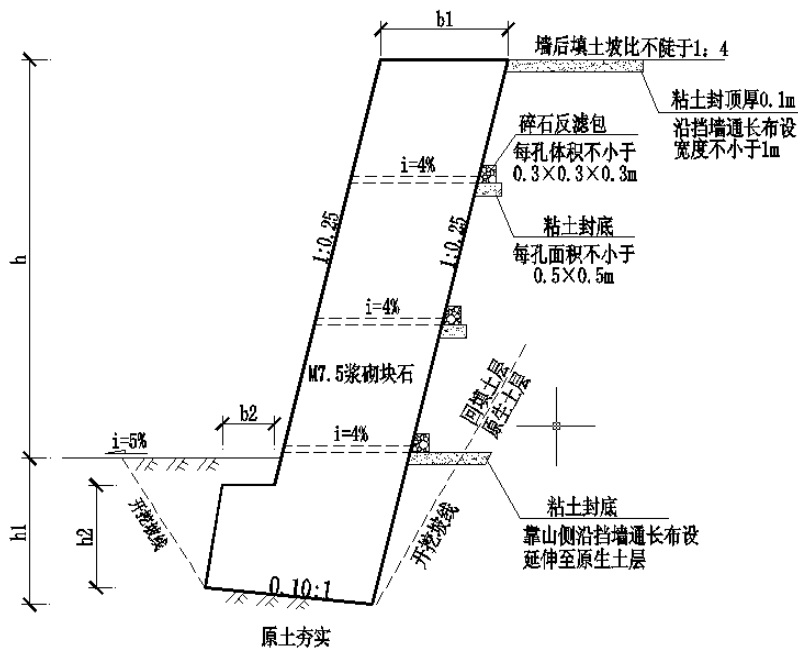 b1
墙后填土坡比不陡于1：4
粘土封顶厚0.1m
沿挡墙通长布设
宽度不小于1m
碎石反滤包
每孔体积不小于
0.3×0.3×0.3m
i=4%
粘土封底
每孔面积不小于
0.5×0.5m
1:0.25
1:0.25
h
i=4%
M7.5浆砌块石
回填土层
原生土层
b2
i=5%
i=4%
粘土封底
靠山侧沿挡墙通长布设
延伸至原生土层
开挖坡线
开挖坡线
h1
h2
0.10:1
原土夯实